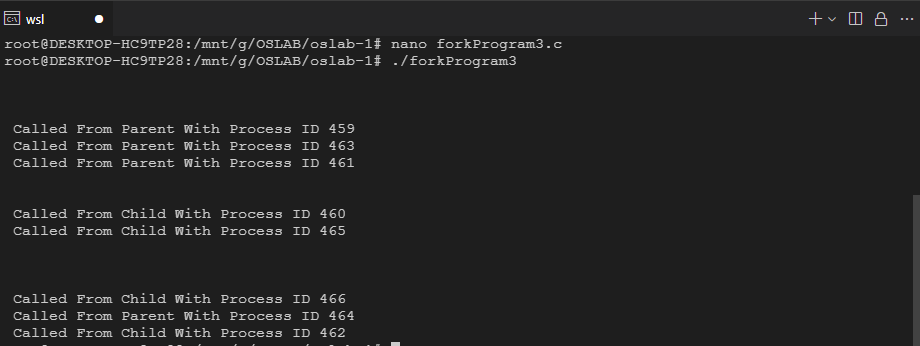 wsl
root@DESKTOP-HC9TP28:/mnt/g/OSLAB/oslab-1# nano forkProgram3.c
root@DESKTOP-HC9TP28:/mnt/g/OSLAB/oslab-1# ./forkProgram3
Called From Parent With Process ID 459
Called From Parent With Process ID 463
Called From Parent With Process ID 461
Called From Child With Process ID 460
Called From Child With Process ID 465
Called From Child With Process ID 466
Called From Parent With Process ID 464
Called From Child With Process ID 462